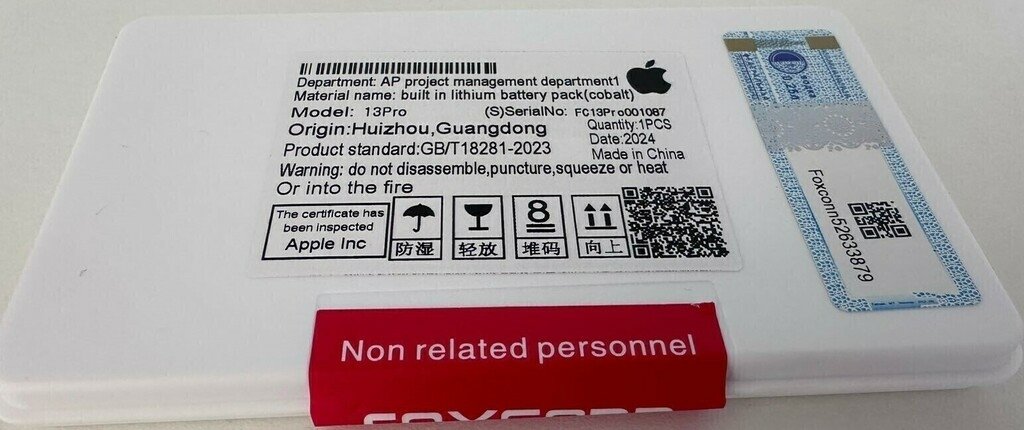 Department: AP project management department1
Material name: built in lithium battery pack(cobalt)
Model: 13Pro (S)SerialNo: FC13Pro001087
Origin:Huizhou,Guangdong Quantity:1PCS
Date:2024
Product standard:GB/T18281-2023 Made in China
Warning: do not disassemble,puncture,squeeze or heat
Or into the fire
The certificate has
been inspected
Apple Inc
8
防湿 轻放 堆码 向上
Foxconn52633879
Non related personnel